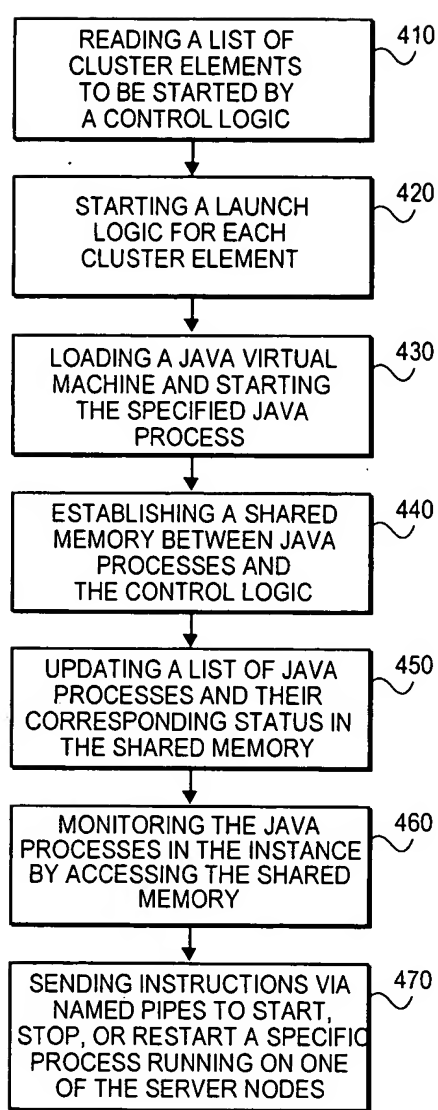 READING A LIST OF
CLUSTER ELEMENTS
TO BE STARTED BY
A CONTROL LOGIC
410
STARTING A LAUNCH
LOGIC FOR EACH
CLUSTER ELEMENT
420
LOADING A JAVA VIRTUAL
MACHINE AND STARTING
THE SPECIFIED JAVA
PROCESS
430
ESTABLISHING A SHARED
MEMORY BETWEEN JAVA
PROCESSES AND
THE CONTROL LOGIC
440
UPDATING A LIST OF JAVA
PROCESSES AND THEIR
CORRESPONDING STATUS IN
THE SHARED MEMORY
450
MONITORING THE JAVA
PROCESSES IN THE INSTANCE
BY ACCESSING THE SHARED
MEMORY
460
SENDING INSTRUCTIONS VIA
NAMED PIPES TO START,
STOP, OR RESTART A SPECIFIC
PROCESS RUNNING ON ONE
OF THE SERVER NODES
470